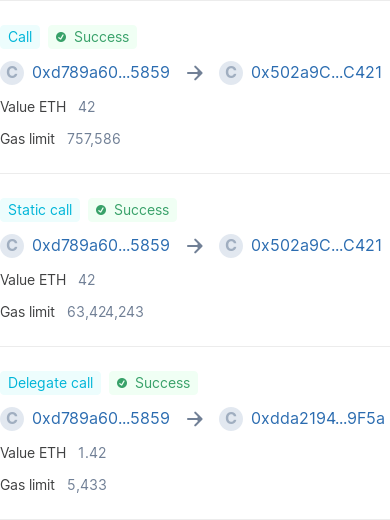 Call Success
C 0xd789a60...5859 → C 0x502a9C...C421
Value ETH 42
Gas limit 757,586
Static call Success
C 0xd789a60...5859 → C 0x502a9C...C421
Value ETH 42
Gas limit 63,424,243
Delegate call Success
C 0xd789a60...5859 → C 0xdda2194...9F5a
Value ETH 1.42
Gas limit 5,433